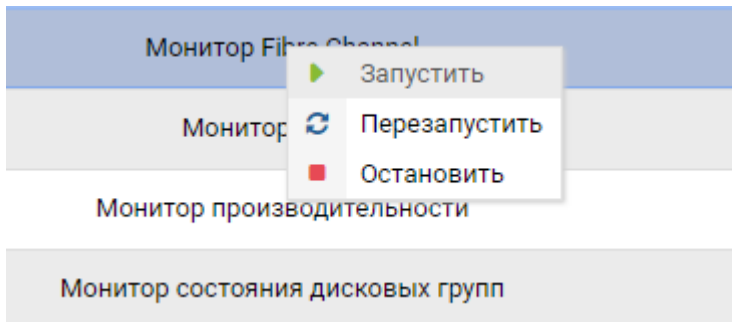 Монитор Fibre Channel
Запустить
Монитор
Перезапустить
Остановить
Монитор производительности
Монитор состояния дисковых групп